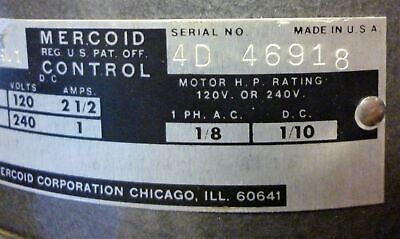 MERCOID SERIAL NO. MADE IN U.S.A
REG. U.S. PAT. OFF. 4D 46918
CONTROL
D C MOTOR H.P. RATING
VOLTS AMPS. 120V. OR 240V.
120 2 1/2 1 PH. A.C. D.C.
240 1 1/8 1/10
ERCOID CORPORATION CHICAGO, ILL. 60641